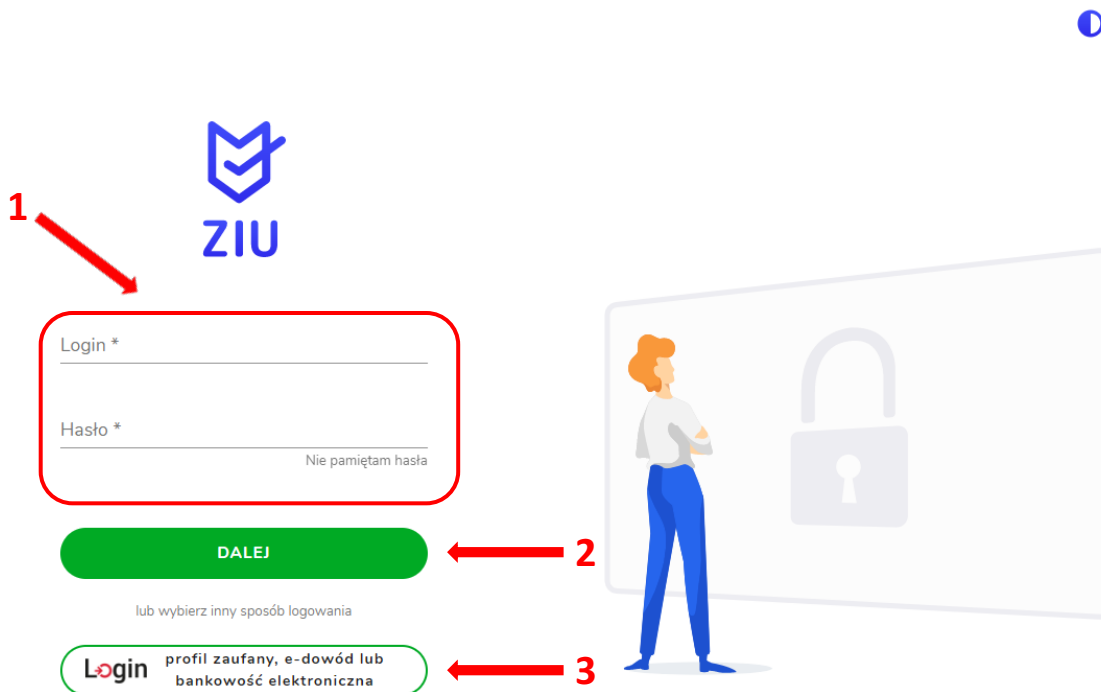 1
ZIU
Login *
Hasło *
Nie pamiętam hasła
DALEJ
2
lub wybierz inny sposób logowania
Login profil zaufany, e-dowód lub
bankowość elektroniczna
3